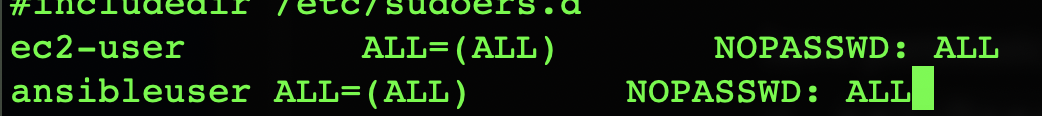 #includedir /etc/sudoers.d
ec2-user ALL=(ALL) NOPASSWD: ALL
ansibleuser ALL=(ALL) NOPASSWD: ALL